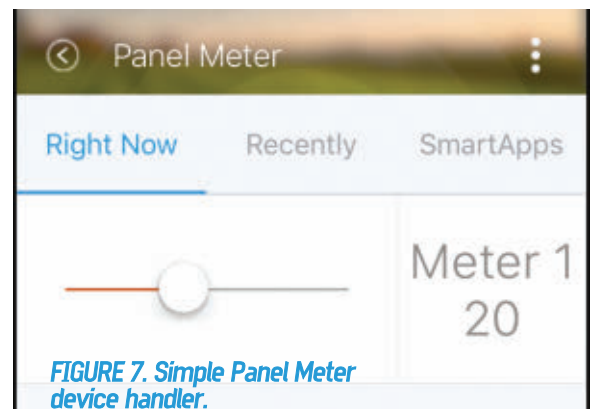 Panel Meter
Right Now Recently SmartApps
Meter 1
20
FIGURE 7. Simple Panel Meter
device handler.